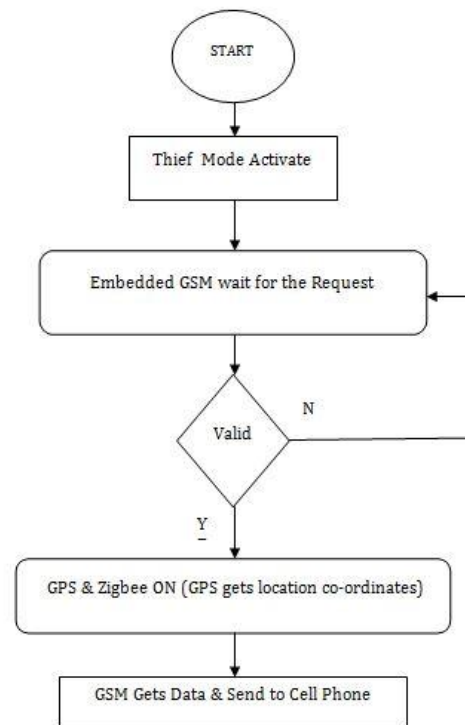 START
Thief Mode Activate
Embedded GSM wait for the Request
N
Valid
Y
GPS & Zigbee ON (GPS gets location co-ordinates)
GSM Gets Data & Send to Cell Phone